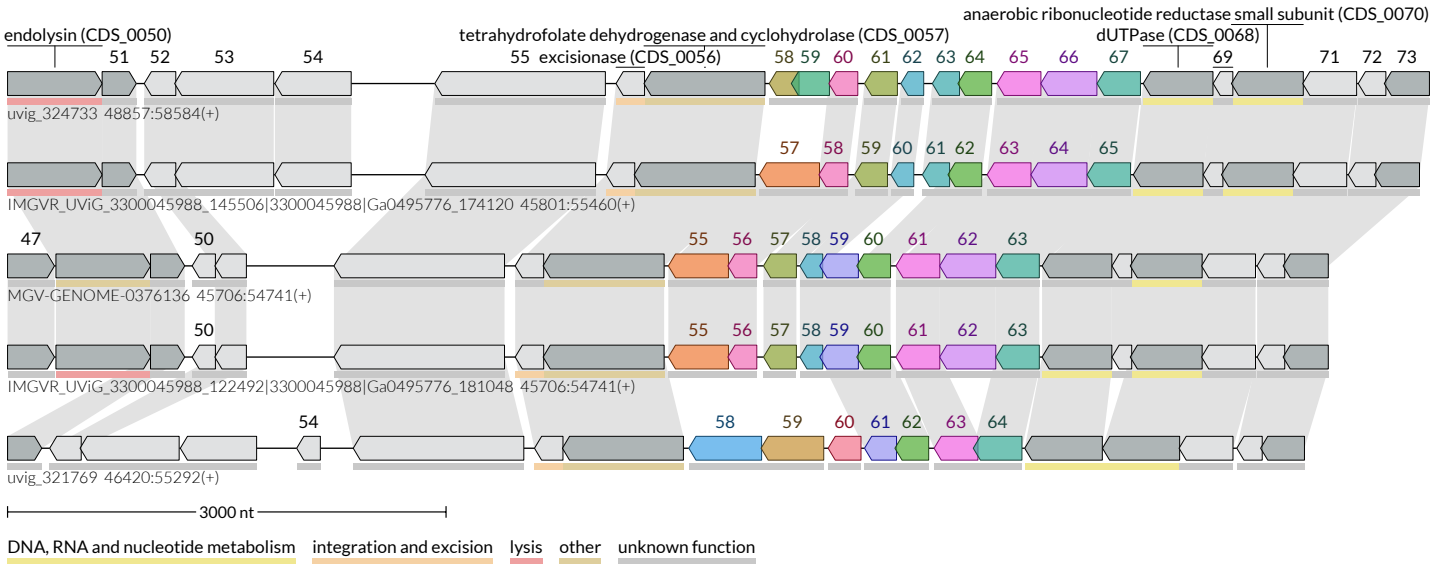 anaerobic ribonucleotide reductase small subunit (CDS_0070)
endolysin (CDS_0050) tetrahydrofolate dehydrogenase and cyclohydrolase (CDS_0057) dUTPase (CDS_0068)
51 52 53 54 55 excisionase (CDS_0056) 58 59 60 61 62 63 64 65 66 67 69 71 72 73
uvig_324733 48857:58584(+)
57 58 59 60 61 62 63 64 65
IMGVR_UViG_3300045988_145506|3300045988|Ga0495776_174120 45801:55460(+)
47 50 55 56 57 58 59 60 61 62 63
MGV-GENOME-0376136 45706:54741(+)
50 55 56 57 58 59 60 61 62 63
IMGVR_UViG_3300045988_122492|3300045988|Ga0495776_181048 45706:54741(+)
54 58 59 60 61 62 63 64
uvig_321769 46420:55292(+)
3000 nt
DNA, RNA and nucleotide metabolism integration and excision lysis other unknown function